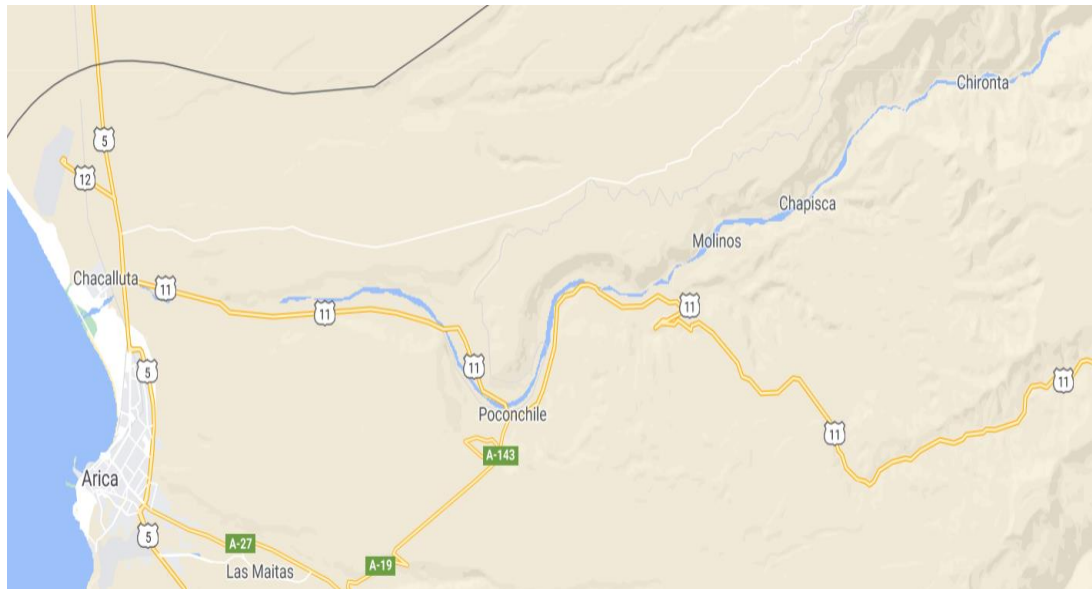 Chironta
5
12
Chapisca
Molinos
Chacalluta
11
11
11
5
11
11
Poconchile
11
A-143
Arica
5
A-27
A-19
Las Maitas